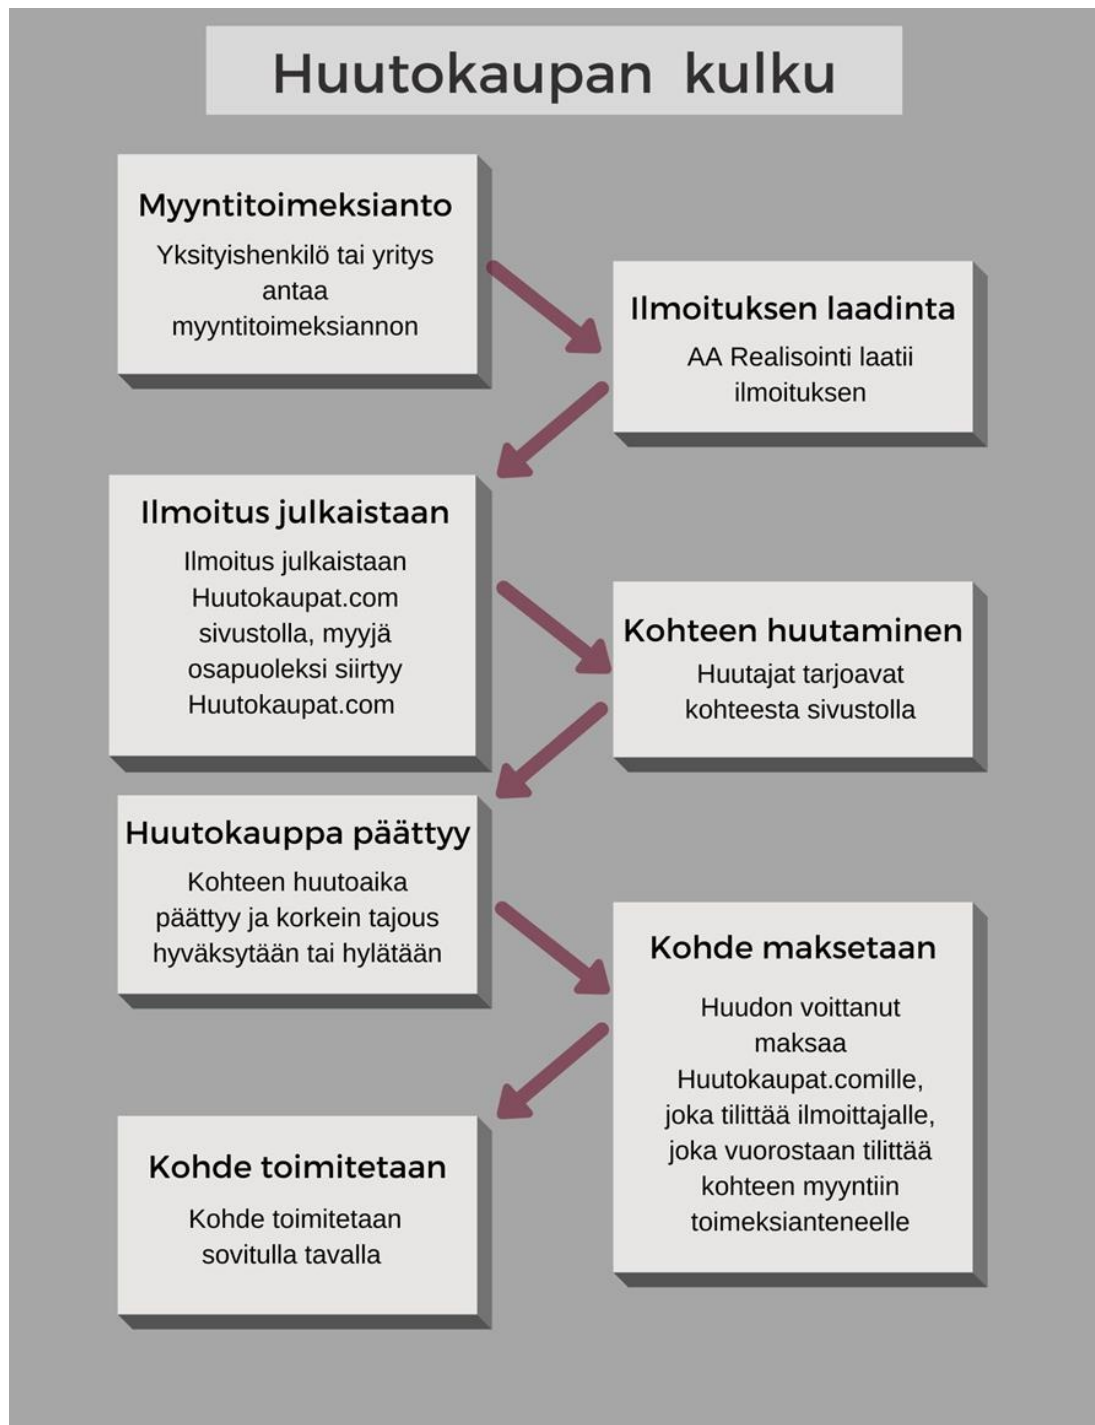 Huutokaupan kulku
Myyntitoimeksianto
Yksityishenkilö tai yritys
antaa
myyntitoimeksiannon
Ilmoituksen laadinta
AA Realisointi laatii
ilmoituksen
Ilmoitus julkaistaan
Ilmoitus julkaistaan
Huutokaupat.com
sivustolla, myyjä
osapuoleksi siirtyy
Huutokaupat.com
Kohteen huutaminen
Huutajat tarjoavat
kohteesta sivustolla
Huutokauppa päättyy
Kohteen huutoaika
päättyy ja korkein tajous
hyväksytään tai hylätään
Kohde maksetaan
Huudon voittanut
maksaa
Huutokaupat.comille,
joka tilittää ilmoittajalle,
joka vuorostaan tilittää
kohteen myyntiin
toimeksianteneelle
Kohde toimitetaan
Kohde toimitetaan
sovitulla tavalla